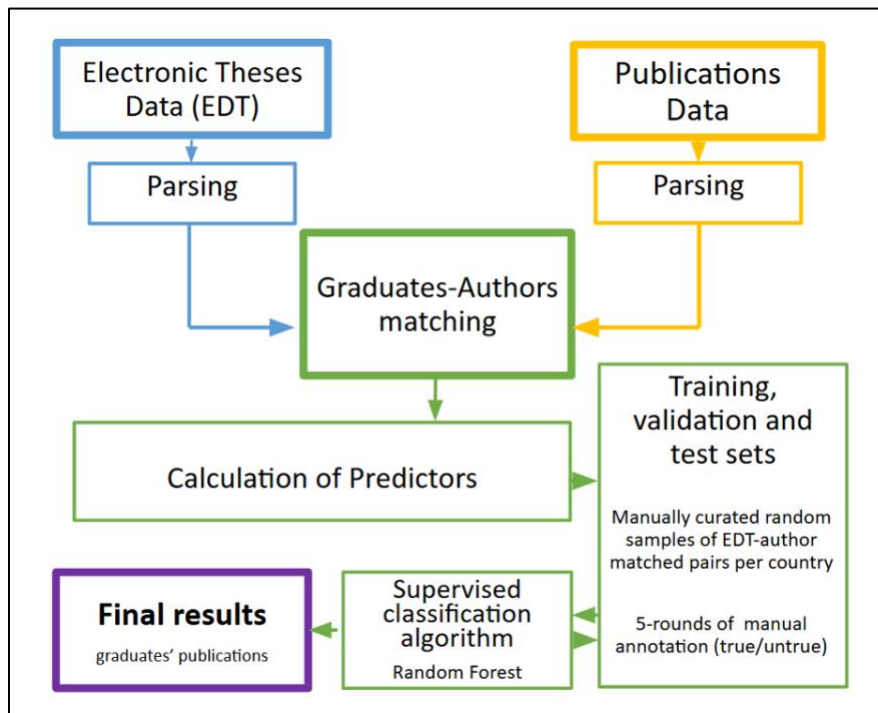 Electronic Theses
Data (EDT)
Publications
Data
Parsing
Parsing
Graduates-Authors
matching
Calculation of Predictors
Training,
validation and
test sets
Manually curated random
samples of EDT-author
matched pairs per country
5-rounds of manual
annotation (true/untrue)
Supervised
classification
algorithm
Random Forest
Final results
graduates’ publications